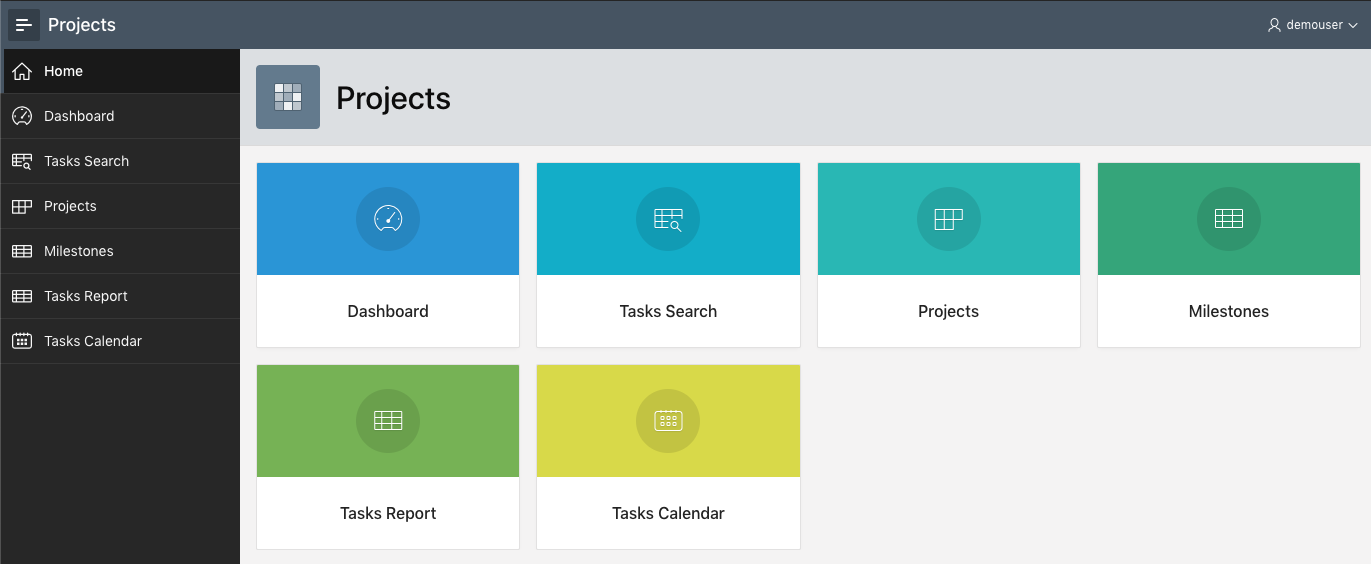 Projects
demouser
Home
Dashboard
Tasks Search
Projects
Milestones
Tasks Report
Tasks Calendar
Projects
Dashboard
Tasks Search
Projects
Milestones
Tasks Report
Tasks Calendar